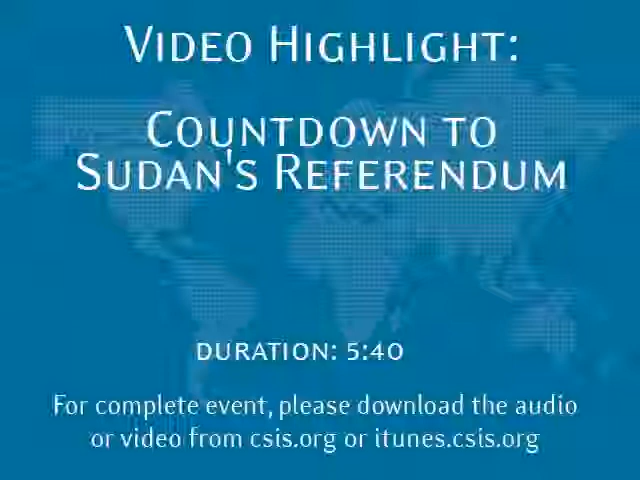 Video Highlight:
Countdown to
Sudan's Referendum
DURATION: 5:40
For complete event, please download the audio
or video from csis.org or itunes.csis.org